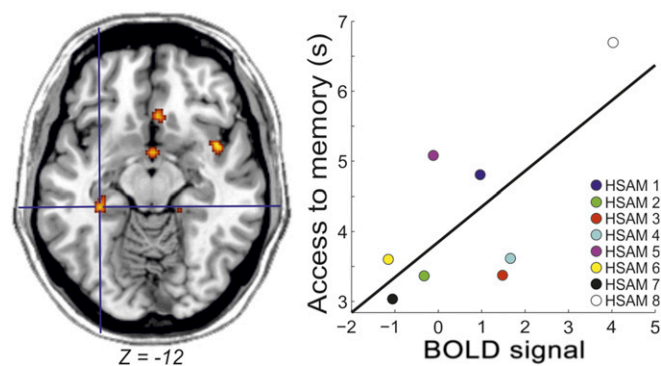 Z = -12
Access to memory (s)
7
6
5
4
3
-2
-1
0
1
2
3
4
5
BOLD signal
HSAM 1
HSAM 2
HSAM 3
HSAM 4
HSAM 5
HSAM 6
HSAM 7
HSAM 8